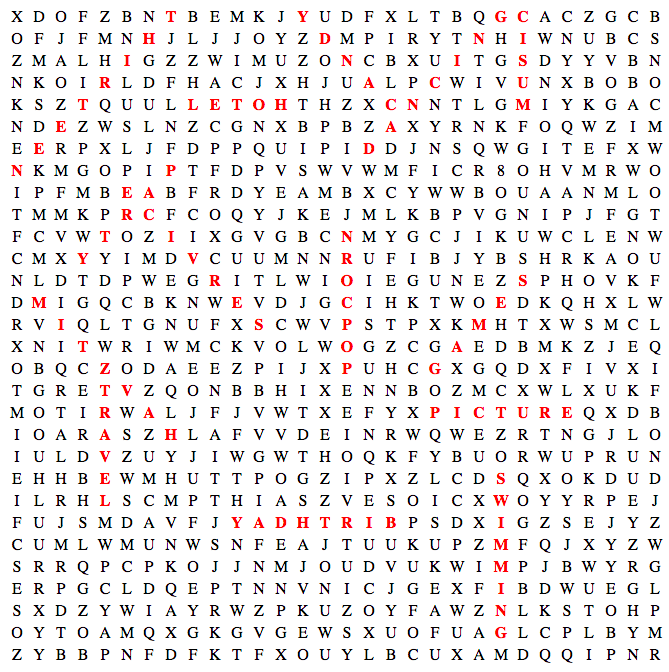 X D O F Z B N T B E M K J Y U D F X L T B Q G C A C Z G C B
O F J F M N H J L J J O Y Z D M P I R Y T N H I W N U B C S
Z M A L H I G Z Z W I M U Z O N C B X U I T G S D Y Y V B N
N K O I R L D F H A C J X H J U A L P C W I V U N X B O B O
K S Z T Q U U L L E T O H T H Z X C N N T L G M I Y K G A C
N D E Z W S L N Z C G N X B P B Z A X Y R N K F O Q W Z I M
E E R P X L J F D P P Q U I P I D D J N S Q W G I T E F X W
N K M G O P I P T F D P V S W V W M F I C R 8 O H V M R W O
I P F M B E A B F R D Y E A M B X C Y W W B O U A A N M L O
T M M K P R C F C O Q Y J K E J M L K B P V G N I P J F G T
F C V W T O Z I I X G V G B C N M Y G C J I K U W C L E N W
C M X Y Y I M D V C U U M N N R U F I B J Y B S H R K A O U
N L D T D P W E G R I T L W I O I E G U N E Z S P H O V K F
D M I G Q C B K N W E V D J G C I H K T W O E D K Q H X L W
R V I Q L T G N U F X S C W V P S T P X K M H T X W S M C L
X N I T W R I W M C K V O L W O G Z C G A E D B M K Z J E Q
O B Q C Z O D A E E Z P I J X P U H C G X G Q D X F I V X I
T G R E T V Z Q O N B B H I X E N N B O Z M C X W L X U K F
M O T I R W A L J F J V W T X E F Y X P I C T U R E Q X D B
I O A R A S Z H L A F V V D E I N R W Q W E Z R T N G J L O
I U L D V Z U Y J I W G W T H O Q K F Y B U O R W U P R U N
E H H B E W M H U T T P O G Z I P X Z L C D S Q X O K D U D
I L R H L S C M P T H I A S Z V E S O I C X W O Y Y R P E J
F U J S M D A V F J Y A D H T R I B P S D X I G Z S E J Y Z
C U M L W M U N W S N F E A J T U U K U P Z M F Q J X Y Z W
S R R Q P C P K O J J N M J O U D V U K W I M P J B W Y R G
E R P G C L D Q E P T N N V N I C J G E X F I B D W U E G L
S X D Z Y W I A Y R W Z P K U Z O Y F A W Z N L K S T O H P
O Y T O A M Q X G K G V G E W S X U O F U A G L C P L B Y M
Z Y B B P N F D F K T F X O U Y L B C U X A M D Q Q I P N R